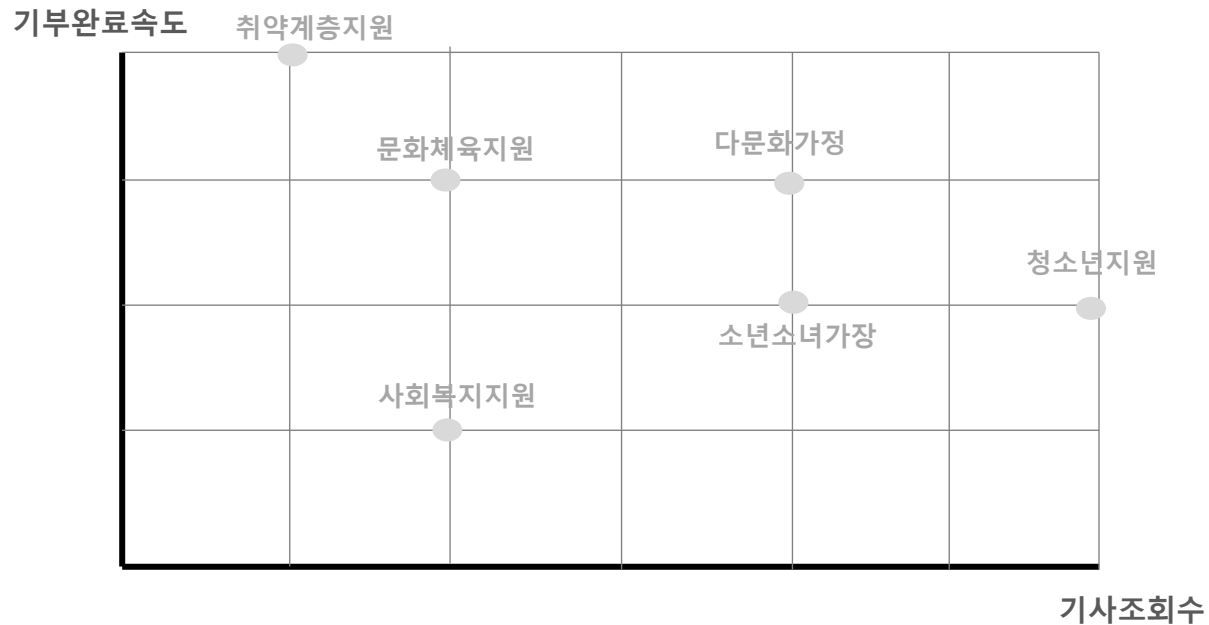 기부완료속도
취약계층지원
문화체육지원
다문화가정
청소년지원
소년소녀가장
사회복지지원
기사조회수